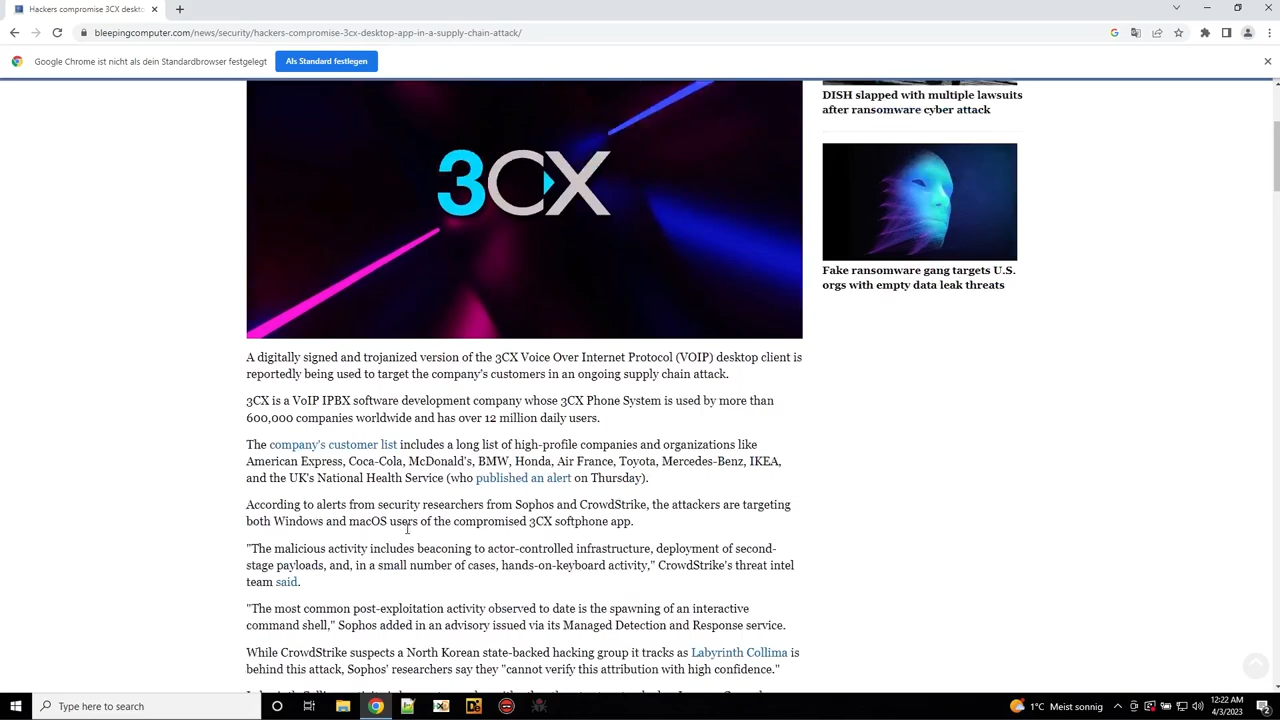 Hackers compromise 3CX deskto
bleepingcomputer.com/news/security/hackers-compromise-3cx-desktop-app-in-a-supply-chain-attack/
Google Chrome ist nicht als dein Standardbrowser festgelegt
Als Standard festlegen
3CX
DISH slapped with multiple lawsuits
after ransomware cyber attack
Fake ransomware gang targets U.S.
orgs with empty data leak threats
A digitally signed and trojanized version of the 3CX Voice Over Internet Protocol (VOIP) desktop client is
reportedly being used to target the company's customers in an ongoing supply chain attack.
3CX is a VoIP IPBX software development company whose 3CX Phone System is used by more than
600,000 companies worldwide and has over 12 million daily users.
The company's customer list includes a long list of high-profile companies and organizations like
American Express, Coca-Cola, McDonald's, BMW, Honda, Air France, Toyota, Mercedes-Benz, IKEA,
and the UK's National Health Service (who published an alert on Thursday).
According to alerts from security researchers from Sophos and CrowdStrike, the attackers are targeting
both Windows and macOS users of the compromised 3CX softphone app.
"The malicious activity includes beaconing to actor-controlled infrastructure, deployment of second-
stage payloads, and, in a small number of cases, hands-on-keyboard activity," CrowdStrike's threat intel
team said.
"The most common post-exploitation activity observed to date is the spawning of an interactive
command shell," Sophos added in an advisory issued via its Managed Detection and Response service.
While CrowdStrike suspects a North Korean state-backed hacking group it tracks as Labyrinth Collima is
behind this attack, Sophos' researchers say they "cannot verify this attribution with high confidence."
Type here to search
1°C Meist sonnig
12:22 AM
4/3/2023